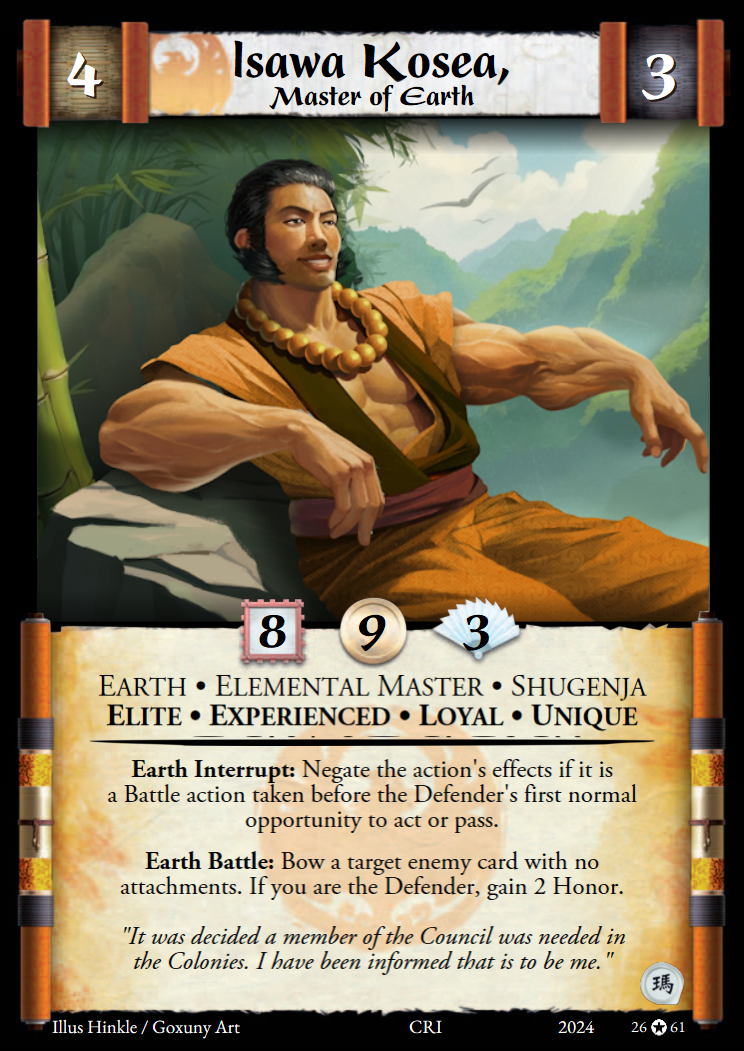 4
Isawa Kosea,
3
Master of Earth
8 9 3
Earth • Elemental Master • Shugenja
Elite • Experienced • Loyal • Unique
Earth Interrupt: Negate the action's effects if it is
a Battle action taken before the Defender's first normal
opportunity to act or pass.
Earth Battle: Bow a target enemy card with no
attachments. If you are the Defender, gain 2 Honor.
"It was decided a member of the Council was needed in
the Colonies. I have been informed that is to be me."
瑪
Illus Hinkle / Goxuny Art CRI 2024 26 ✪ 61